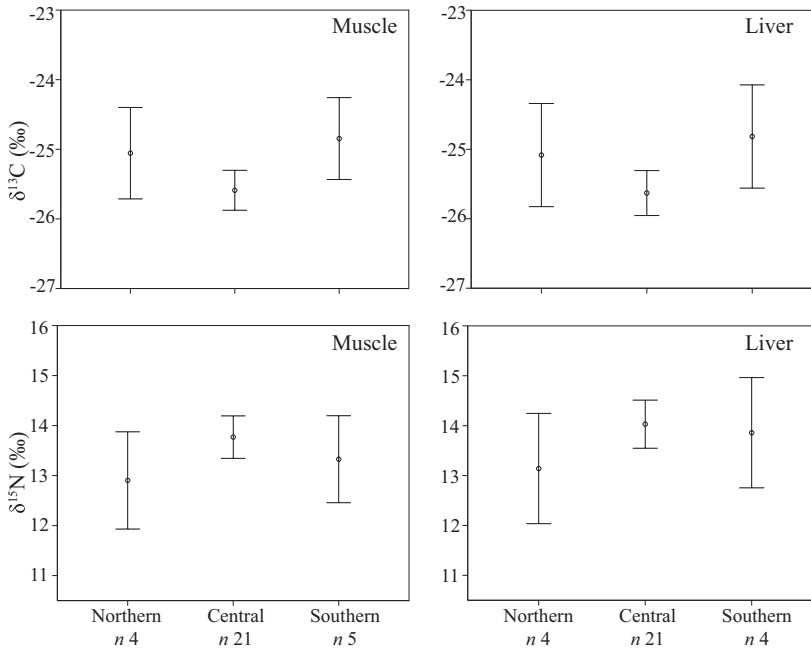 Muscle
-23
-24
-25
-26
-27
δ¹³C (‰)
Liver
-23
-24
-25
-26
-27
Muscle
16
15
14
13
12
11
δ¹⁵N (‰)
Northern Central Southern
n 4 n 21 n 5
Liver
16
15
14
13
12
11
Northern Central Southern
n 4 n 21 n 4